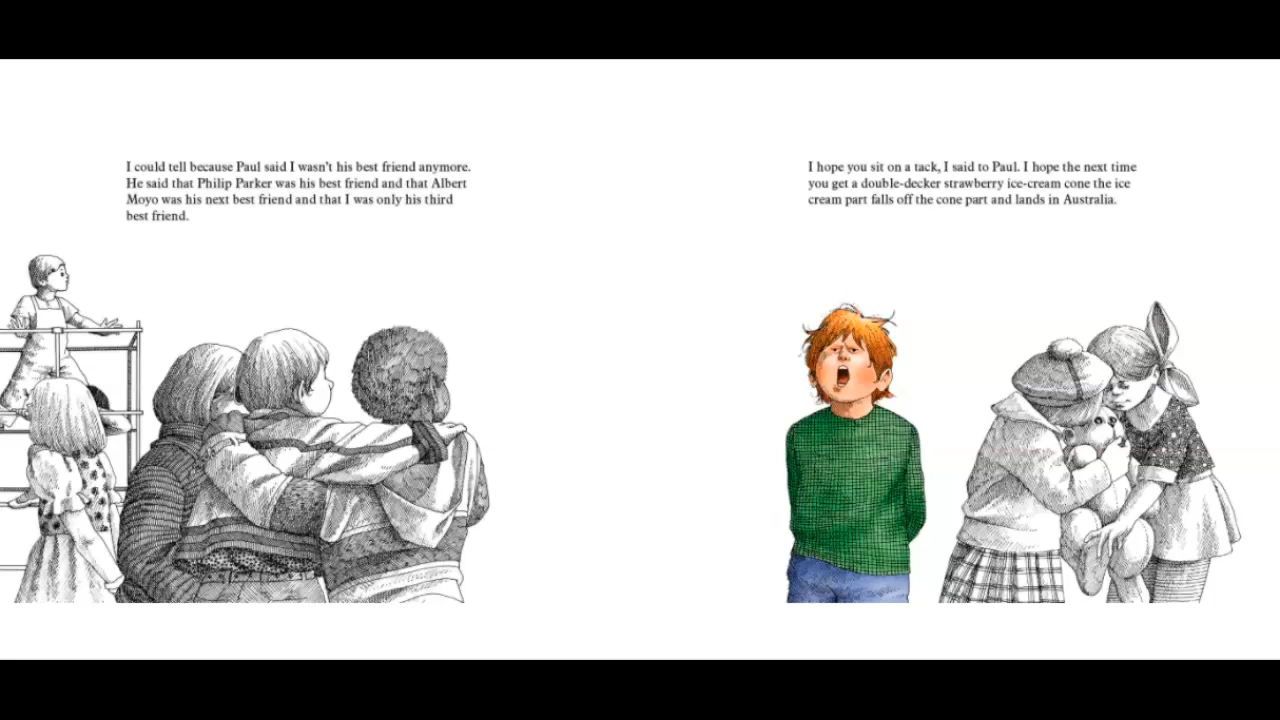 I could tell because Paul said I wasn't his best friend anymore.
He said that Philip Parker was his best friend and that Albert
Moyo was his next best friend and that I was only his third
best friend.
I hope you sit on a tack, I said to Paul. I hope the next time
you get a double-decker strawberry ice-cream cone the ice
cream part falls off the cone part and lands in Australia.